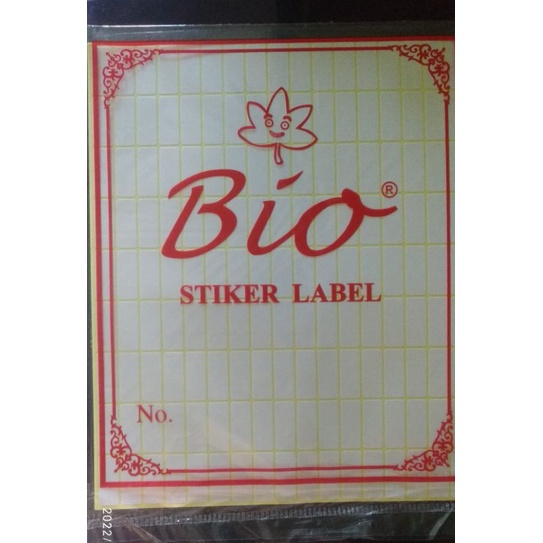 Bio®
STIKER LABEL
No.
2022/